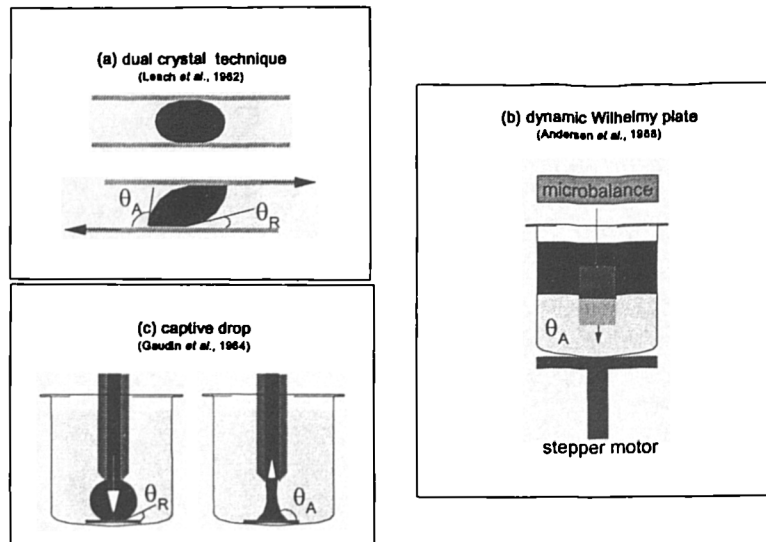 (a) dual crystal technique
(Leach et al., 1962)
θA
θR
(b) dynamic Wilhelmy plate
(Andersen et al., 1988)
microbalance
θA
stepper motor
(c) captive drop
(Gaudin et al., 1964)
θR
θA